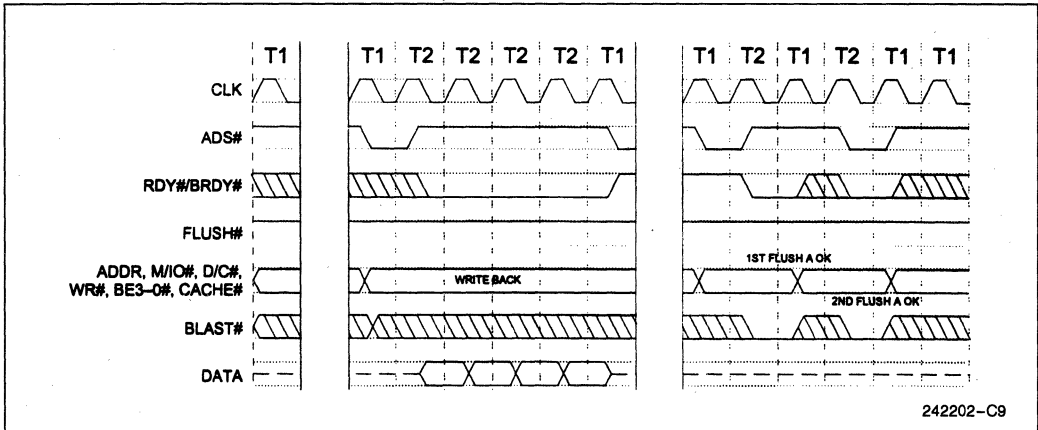 T1 T1 T2 T2 T2 T2 T1 T1 T2 T1 T2 T1 T1
CLK
ADS#
RDY#/BRDY#
FLUSH#
ADDR, M/IO#, D/C#,
WR#, BE3–0#, CACHE#
WRITE BACK
1ST FLUSH A OK
2ND FLUSH A OK
BLAST#
DATA
242202–C9